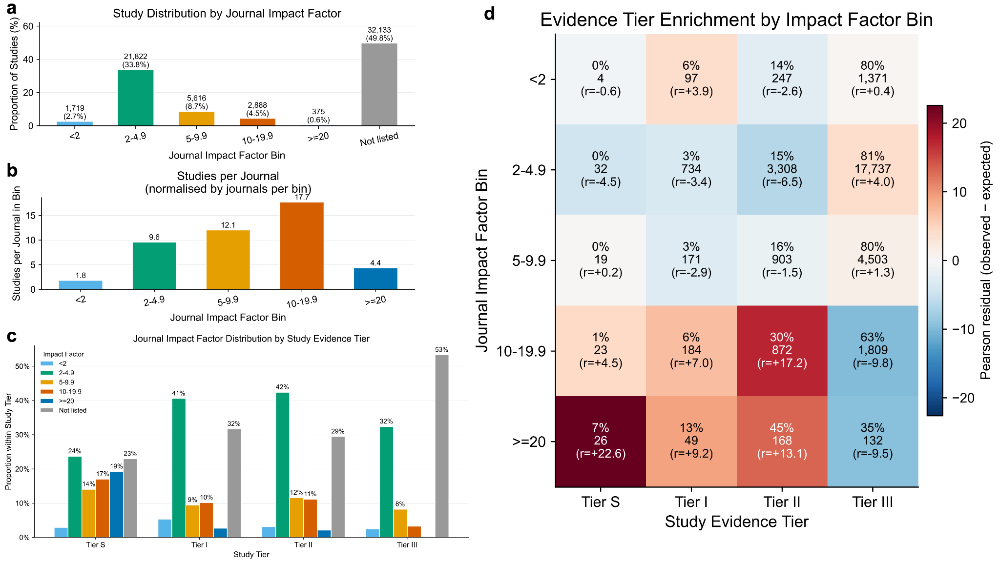 a
Study Distribution by Journal Impact Factor
Proportion of Studies (%)
60
40
20
0
1,719
(2.7%)
21,822
(33.8%)
5,616
(8.7%)
2,888
(4.5%)
375
(0.6%)
32,133
(49.8%)
<2
2-4.9
5-9.9
10-19.9
>=20
Not listed
Journal Impact Factor Bin
b
Studies per Journal
(normalised by journals per bin)
Studies per Journal in Bin
15
10
5
0
1.8
9.6
12.1
17.7
4.4
<2
2-4.9
5-9.9
10-19.9
>=20
Journal Impact Factor Bin
c
Journal Impact Factor Distribution by Study Evidence Tier
Proportion within Study Tier
50%
40%
30%
20%
10%
0%
Impact Factor
<2
2-4.9
5-9.9
10-19.9
>=20
Not listed
24%
14%
17%
19%
23%
41%
9%
10%
32%
42%
12%
11%
29%
32%
8%
53%
Tier S
Tier I
Tier II
Tier III
Study Tier
d
Evidence Tier Enrichment by Impact Factor Bin
Journal Impact Factor Bin
<2
0%
4
(r=-0.6)
6%
97
(r=+3.9)
14%
247
(r=-2.6)
80%
1,371
(r=+0.4)
2-4.9
0%
32
(r=-4.5)
3%
734
(r=-3.4)
15%
3,308
(r=-6.5)
81%
17,737
(r=+4.0)
5-9.9
0%
19
(r=+0.2)
3%
171
(r=-2.9)
16%
903
(r=-1.5)
80%
4,503
(r=+1.3)
10-19.9
1%
23
(r=+4.5)
6%
184
(r=+7.0)
30%
872
(r=+17.2)
63%
1,809
(r=-9.8)
>=20
7%
26
(r=+22.6)
13%
49
(r=+9.2)
45%
168
(r=+13.1)
35%
132
(r=-9.5)
Tier S
Tier I
Tier II
Tier III
Study Evidence Tier
20
10
0
−10
−20
Pearson residual (observed − expected)